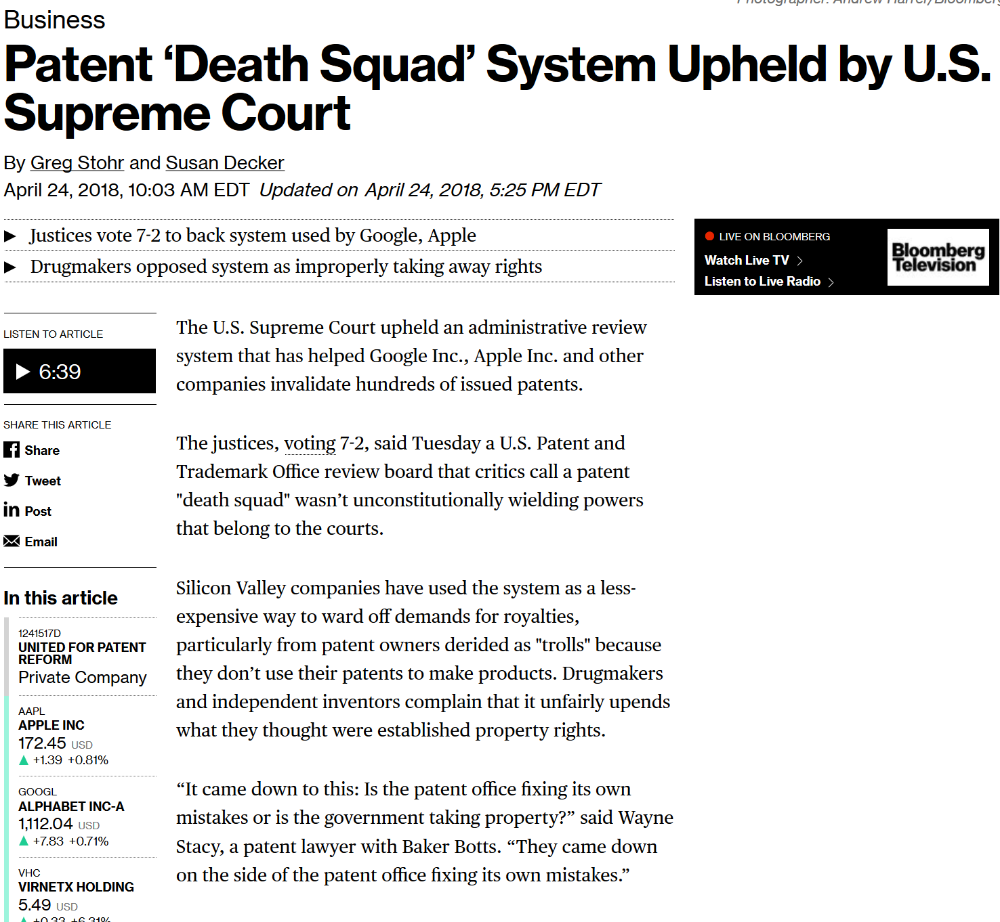 Photographer: Andrew Harrer/Bloomberg
Business
Patent ‘Death Squad’ System Upheld by U.S.
Supreme Court
By Greg Stohr and Susan Decker
April 24, 2018, 10:03 AM EDT Updated on April 24, 2018, 5:25 PM EDT
▶ Justices vote 7-2 to back system used by Google, Apple
▶ Drugmakers opposed system as improperly taking away rights
LIVE ON BLOOMBERG
Watch Live TV
Listen to Live Radio
Bloomberg
Television
LISTEN TO ARTICLE
6:39
SHARE THIS ARTICLE
Share
Tweet
Post
Email
In this article
1241517D
UNITED FOR PATENT
REFORM
Private Company
AAPL
APPLE INC
172.45 USD
▲ +1.39 +0.81%
GOOGL
ALPHABET INC-A
1,112.04 USD
▲ +7.83 +0.71%
VHC
VIRNETX HOLDING
5.49 USD
▲ +0.33 +6.31%
The U.S. Supreme Court upheld an administrative review
system that has helped Google Inc., Apple Inc. and other
companies invalidate hundreds of issued patents.
The justices, voting 7-2, said Tuesday a U.S. Patent and
Trademark Office review board that critics call a patent
"death squad" wasn’t unconstitutionally wielding powers
that belong to the courts.
Silicon Valley companies have used the system as a less-
expensive way to ward off demands for royalties,
particularly from patent owners derided as "trolls" because
they don’t use their patents to make products. Drugmakers
and independent inventors complain that it unfairly upends
what they thought were established property rights.
“It came down to this: Is the patent office fixing its own
mistakes or is the government taking property?” said Wayne
Stacy, a patent lawyer with Baker Botts. “They came down
on the side of the patent office fixing its own mistakes.”